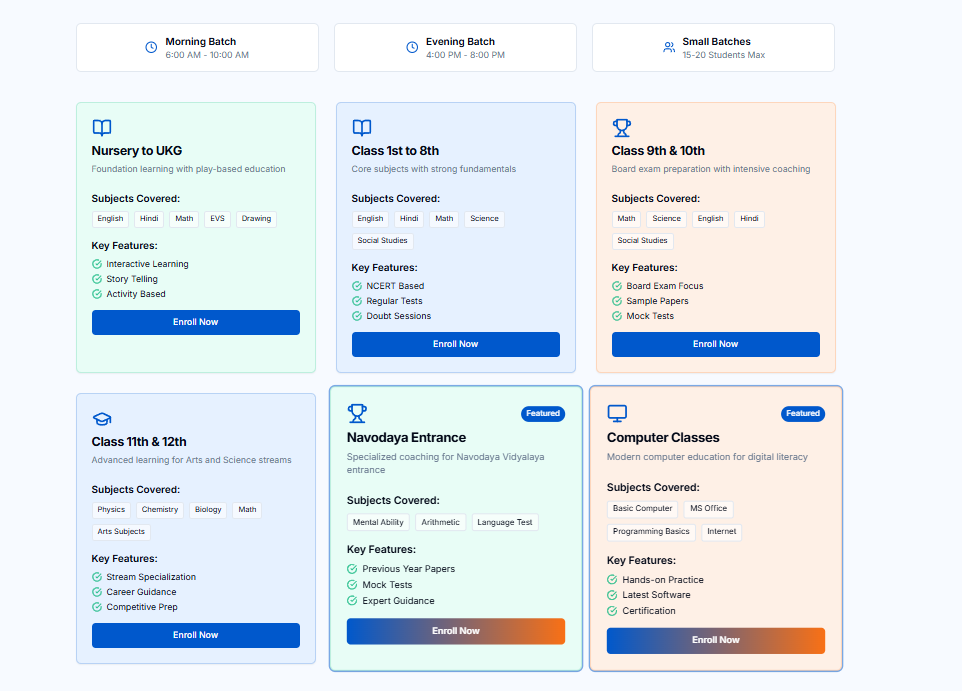 Morning Batch
6:00 AM - 10:00 AM
Evening Batch
4:00 PM - 8:00 PM
Small Batches
15-20 Students Max
Nursery to UKG
Foundation learning with play-based education
Subjects Covered:
English Hindi Math EVS Drawing
Key Features:
Interactive Learning
Story Telling
Activity Based
Enroll Now
Class 1st to 8th
Core subjects with strong fundamentals
Subjects Covered:
English Hindi Math Science
Social Studies
Key Features:
NCERT Based
Regular Tests
Doubt Sessions
Enroll Now
Class 9th & 10th
Board exam preparation with intensive coaching
Subjects Covered:
Math Science English Hindi
Social Studies
Key Features:
Board Exam Focus
Sample Papers
Mock Tests
Enroll Now
Class 11th & 12th
Advanced learning for Arts and Science streams
Subjects Covered:
Physics Chemistry Biology Math
Arts Subjects
Key Features:
Stream Specialization
Career Guidance
Competitive Prep
Enroll Now
Featured
Navodaya Entrance
Specialized coaching for Navodaya Vidyalaya
entrance
Subjects Covered:
Mental Ability Arithmetic Language Test
Key Features:
Previous Year Papers
Mock Tests
Expert Guidance
Enroll Now
Featured
Computer Classes
Modern computer education for digital literacy
Subjects Covered:
Basic Computer MS Office
Programming Basics Internet
Key Features:
Hands-on Practice
Latest Software
Certification
Enroll Now